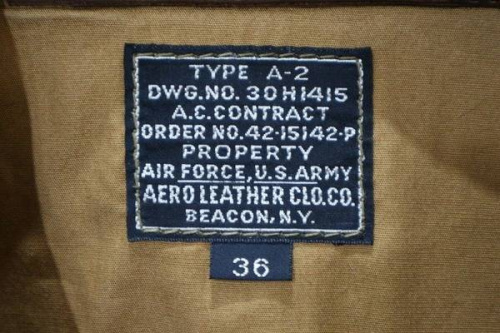 TYPE A-2
DWG.NO. 30H1415
A.C.CONTRACT
ORDER NO.42-15142-P
PROPERTY
AIR FORCE,U.S.ARMY
AERO LEATHER CLO.CO.
BEACON,N.Y.
36